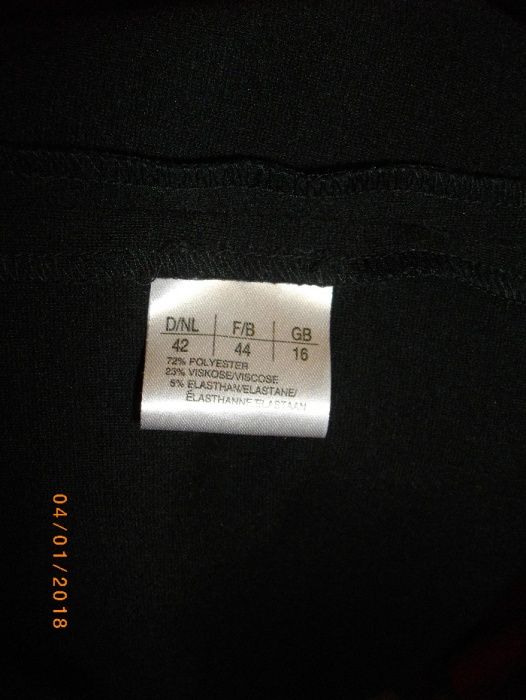 D/NL F/B GB
42 44 16
72% POLYESTER
23% VISKOSE/VISCOSE
5% ELASTHAN/ELASTANE/
ÉLASTHANNE/ELASTAAN
04/01/2018